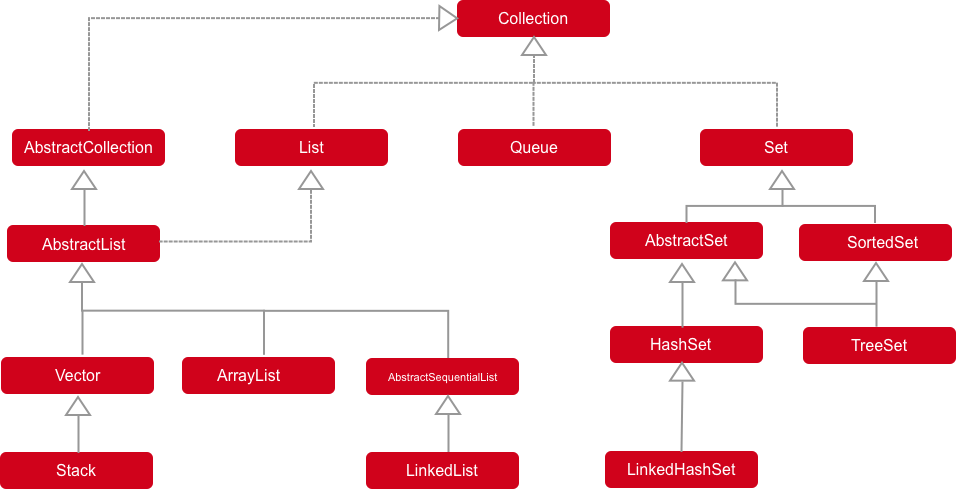 Collection
AbstractCollection
List
Queue
Set
AbstractList
AbstractSet
SortedSet
HashSet
TreeSet
Vector
ArrayList
AbstractSequentialList
Stack
LinkedList
LinkedHashSet